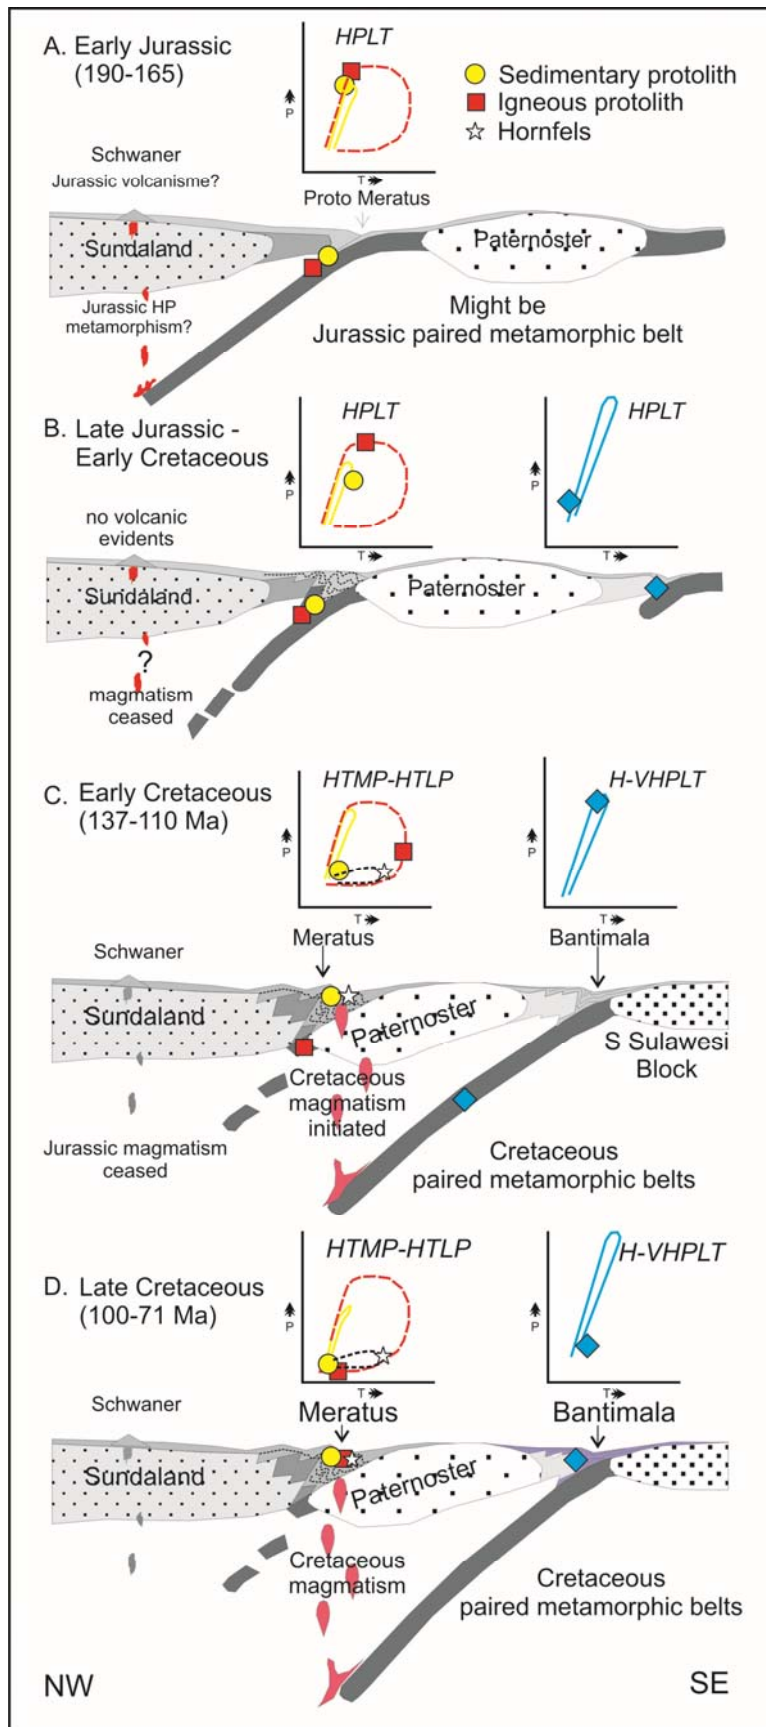 A. Early Jurassic
(190-165)
HPLT
P
T
Sedimentary protolith
Igneous protolith
Hornfels
Schwaner
Jurassic volcanisme?
Proto Meratus
Sundaland
Paternoster
Jurassic HP
metamorphism?
Might be
Jurassic paired metamorphic belt
B. Late Jurassic -
Early Cretaceous
HPLT
P
T
HPLT
P
T
no volcanic
evidents
Sundaland
Paternoster
?
magmatism
ceased
C. Early Cretaceous
(137-110 Ma)
HTMP-HTLP
P
T
H-VHPLT
P
T
Meratus
Bantimala
Schwaner
Sundaland
Paternoster
S Sulawesi
Block
Cretaceous
magmatism
initiated
Jurassic magmatism
ceased
Cretaceous
paired metamorphic belts
D. Late Cretaceous
(100-71 Ma)
HTMP-HTLP
P
T
H-VHPLT
P
T
Schwaner
Meratus
Bantimala
Sundaland
Paternoster
Cretaceous
magmatism
Cretaceous
paired metamorphic belts
NW
SE